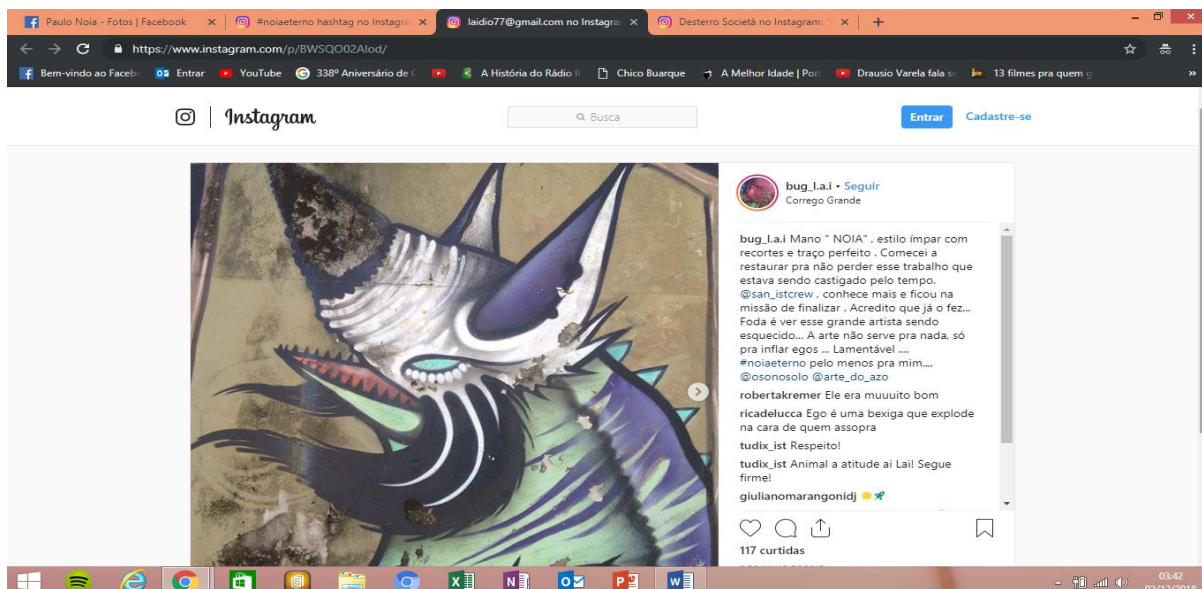 Paulo Noia - Fotos | Facebook
#noiaeterno hashtag no Instagra
laidio77@gmail.com no Instagra
Desterro Società no Instagram: "
https://www.instagram.com/p/BWSQO02Alod/
Bem-vindo ao Facebo
Entrar
YouTube
338º Aniversário de
A História do Rádio
Chico Buarque
A Melhor Idade | Por
Drausio Varela fala so
13 filmes pra quem g
Instagram
Busca
Entrar
Cadastre-se
bug_l.a.i • Seguir
Corrego Grande
bug_l.a.i Mano " NOIA" , estilo ímpar com
recortes e traço perfeito . Comecei a
restaurar pra não perder esse trabalho que
estava sendo castigado pelo tempo.
@san_istcrew , conhece mais e ficou na
missão de finalizar . Acredito que já o fez...
Foda é ver esse grande artista sendo
esquecido... A arte não serve pra nada, só
pra inflar egos ... Lamentável ....
#noiaeterno pelo menos pra mim....
@osonosolo @arte_do_azo
robertakremer Ele era muuuito bom
ricadelucca Ego é uma bexiga que explode
na cara de quem assopra
tudix_ist Respeito!
tudix_ist Animal a atitude ai Lai! Segue
firme!
giulianomarangonidj
117 curtidas
03:42
02/12/2018